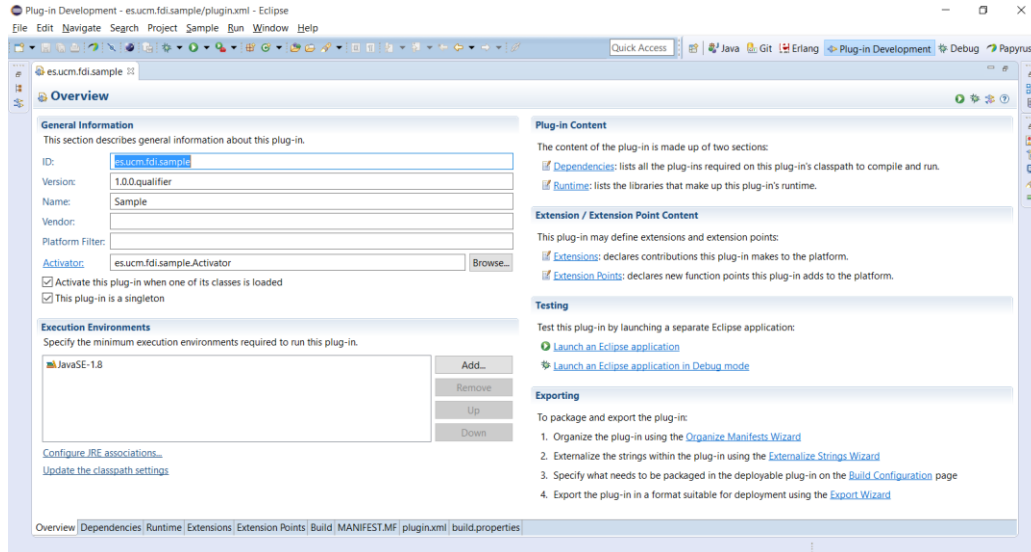 Plug-in Development - es.ucm.fdi.sample/plugin.xml - Eclipse
File Edit Navigate Search Project Sample Run Window Help
Quick Access Java Git Erlang Plug-in Development Debug Papyrus
es.ucm.fdi.sample
Overview
General Information
This section describes general information about this plug-in.
ID: es.ucm.fdi.sample
Version: 1.0.0.qualifier
Name: Sample
Vendor:
Platform Filter:
Activator: es.ucm.fdi.sample.Activator Browse...
Activate this plug-in when one of its classes is loaded
This plug-in is a singleton
Execution Environments
Specify the minimum execution environments required to run this plug-in.
JavaSE-1.8
Add...
Remove
Up
Down
Configure JRE associations...
Update the classpath settings
Plug-in Content
The content of the plug-in is made up of two sections:
Dependencies: lists all the plug-ins required on this plug-in's classpath to compile and run.
Runtime: lists the libraries that make up this plug-in's runtime.
Extension / Extension Point Content
This plug-in may define extensions and extension points:
Extensions: declares contributions this plug-in makes to the platform.
Extension Points: declares new function points this plug-in adds to the platform.
Testing
Test this plug-in by launching a separate Eclipse application:
Launch an Eclipse application
Launch an Eclipse application in Debug mode
Exporting
To package and export the plug-in:
1. Organize the plug-in using the Organize Manifests Wizard
2. Externalize the strings within the plug-in using the Externalize Strings Wizard
3. Specify what needs to be packaged in the deployable plug-in on the Build Configuration page
4. Export the plug-in in a format suitable for deployment using the Export Wizard
Overview Dependencies Runtime Extensions Extension Points Build MANIFEST.MF plugin.xml build.properties